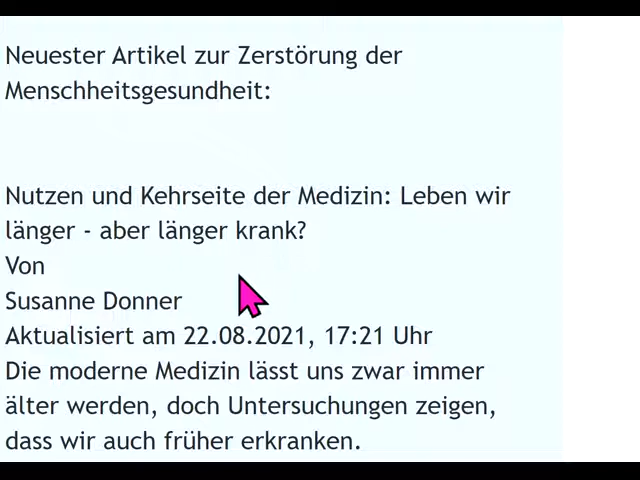 Neuester Artikel zur Zerstörung der
Menschheitsgesundheit:
Nutzen und Kehrseite der Medizin: Leben wir
länger - aber länger krank?
Von
Susanne Donner
Aktualisiert am 22.08.2021, 17:21 Uhr
Die moderne Medizin lässt uns zwar immer
älter werden, doch Untersuchungen zeigen,
dass wir auch früher erkranken.